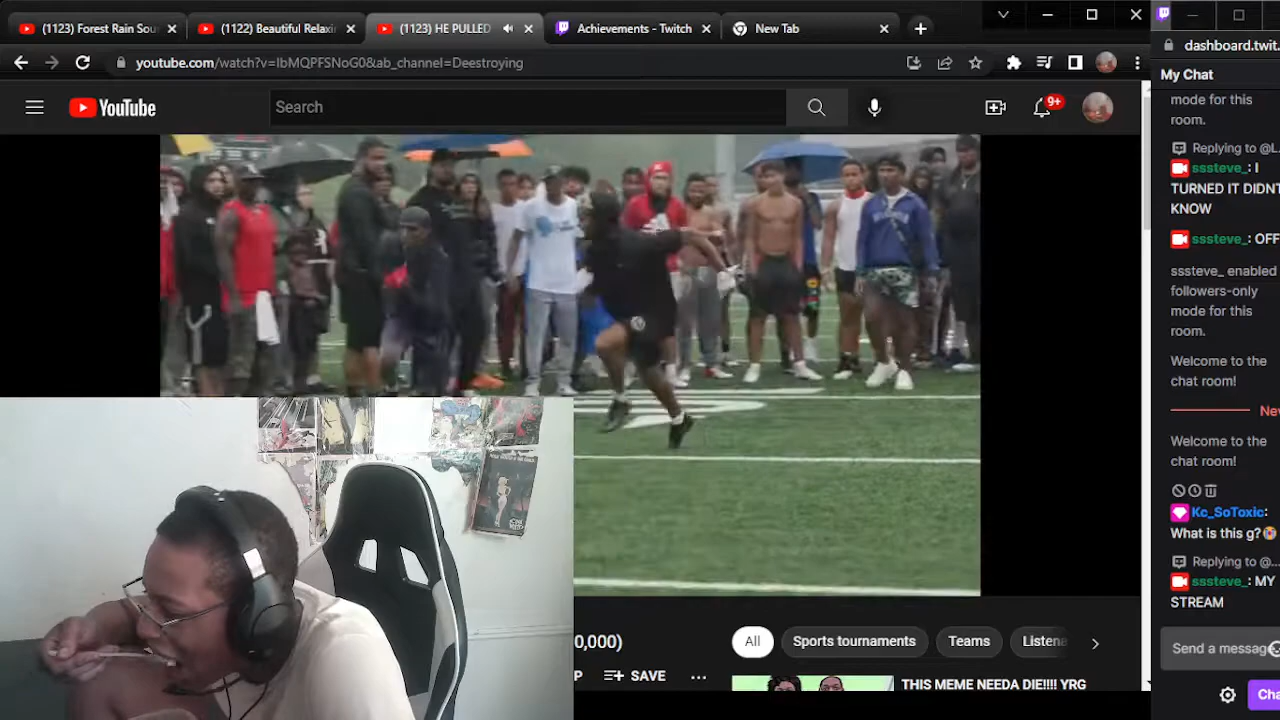 (1123) Forest Rain Sou
(1122) Beautiful Relaxi
(1123) HE PULLED
Achievements - Twitch
New Tab
youtube.com/watch?v=IbMQPFSNoG0&ab_channel=Deestroying
dashboard.twit
My Chat
YouTube
Search
9+
mode for this
room.
Replying to @L
ssteve_: I
TURNED IT DIDNT
KNOW
sssteve_: OFF
sssteve_ enabled
followers-only
mode for this
room.
Welcome to the
chat room!
Nev
Welcome to the
chat room!
Kc_SoToxic:
What is this g?😭
Replying to @...
sssteve_: MY
STREAM
Send a message
Cha
0,000)
All
Sports tournaments
Teams
Listena
P
SAVE
THIS MEME NEEDA DIE!!!! YRG